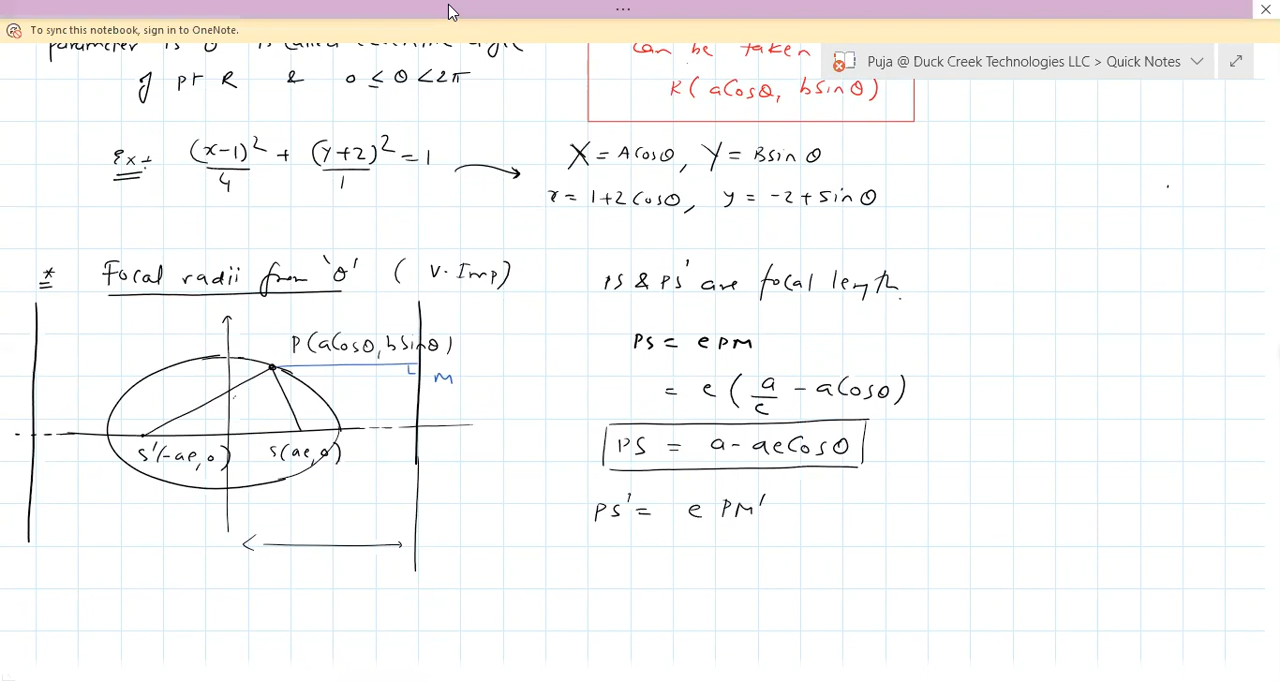 ...
To sync this notebook, sign in to OneNote.
Puja @ Duck Creek Technologies LLC > Quick Notes
parameter is θ is called eccentric angle
of pt R & 0 ≤ θ < 2π
can be taken
R(acosθ, bsinθ)
Ex: (x-1)²/4 + (y+2)²/1 = 1
X = Acosθ, Y = Bsinθ
x = 1+2cosθ, y = -2+sinθ
* Focal radii from 'θ' (V.Imp)
PS & PS' are focal length.
P(acosθ, bsinθ)
M
S'(-ae,0) S(ae,0)
PS = e PM
= e(a/e - acosθ)
PS = a - aecosθ
PS' = e PM'